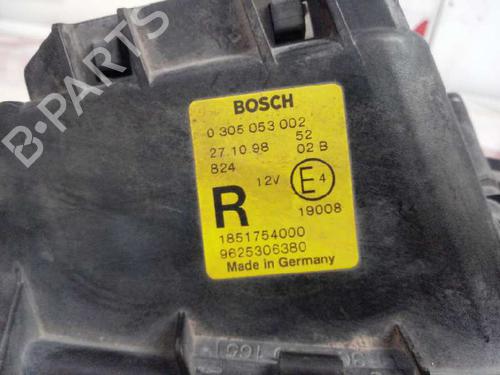 BOSCH
0 305 053 002
27.10.98 52
824 02 B
12V E4
R 19008
1851754000
9625306380
Made in Germany
B-Parts